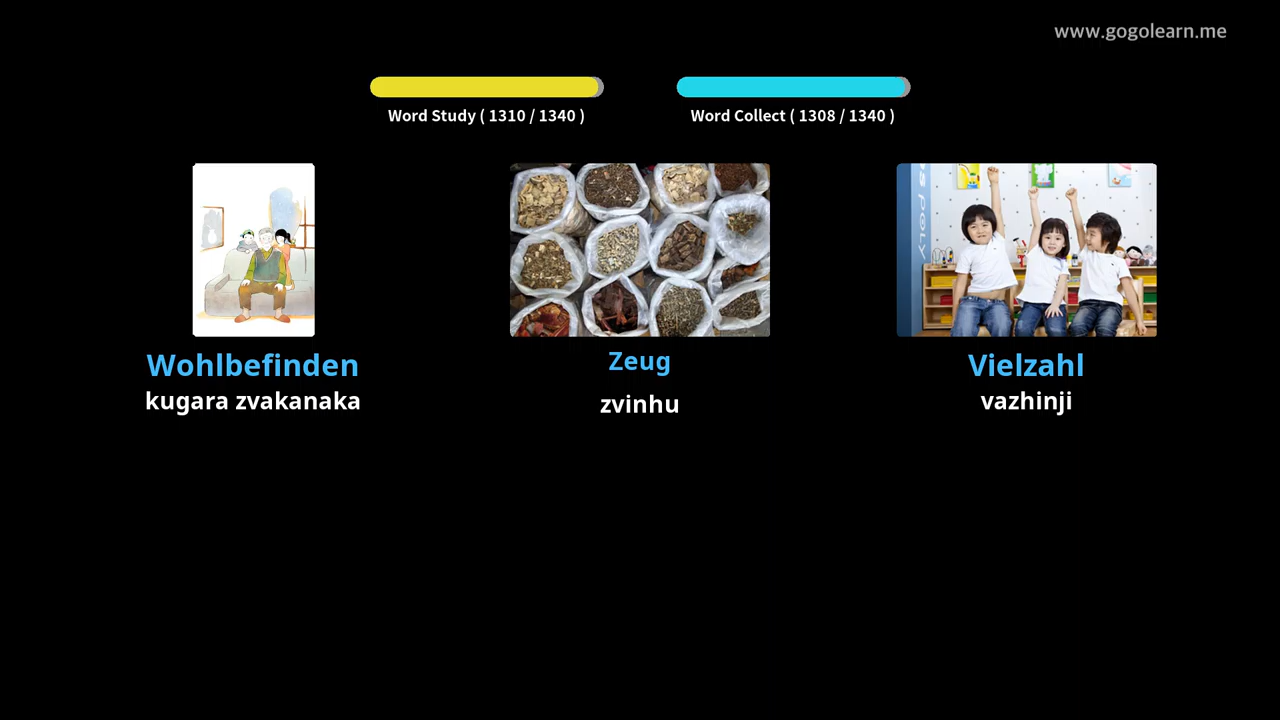 www.gogolearn.me
Word Study ( 1310 / 1340 )
Word Collect ( 1308 / 1340 )
Wohlbefinden
kugara zvakanaka
Zeug
zvinhu
Vielzahl
vazhinji